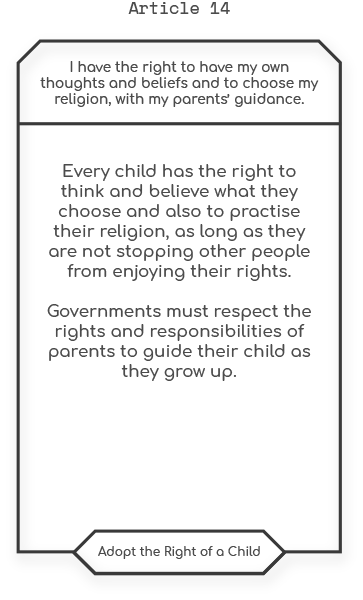 Article 14
I have the right to have my own
thoughts and beliefs and to choose my
religion, with my parents' guidance.
Every child has the right to
think and believe what they
choose and also to practise
their religion, as long as they
are not stopping other people
from enjoying their rights.
Governments must respect the
rights and responsibilities of
parents to guide their child as
they grow up.
Adopt the Right of a Child